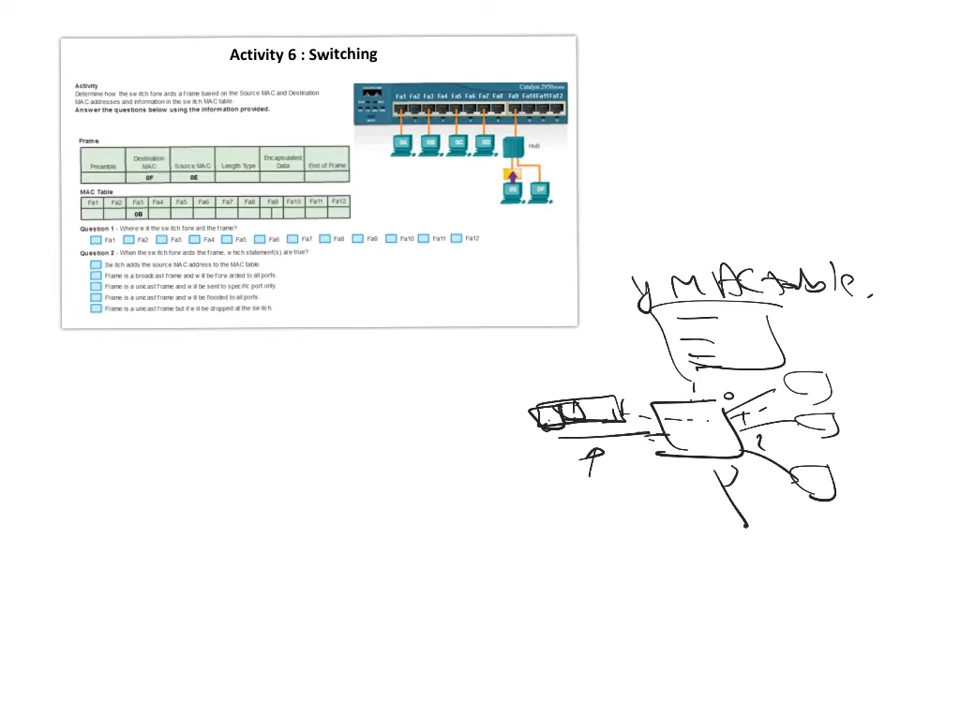 Activity 6 : Switching
Activity
Determine how the switch forwards a frame based on the Source MAC and Destination
MAC addresses and information in the switch MAC table.
Answer the questions below using the information provided.
Catalyst 2950
Fa1 Fa2 Fa3 Fa4 Fa5 Fa6 Fa7 Fa8 Fa9 Fa10 Fa11 Fa12
0A 0B 0C 0D Hub
0E 0F
Frame
Preamble Destination MAC Source MAC Length Type Encapsulated Data End of Frame
0F 0E
MAC Table
Fa1 Fa2 Fa3 Fa4 Fa5 Fa6 Fa7 Fa8 Fa9 Fa10 Fa11 Fa12
0B
Question 1 - Where will the switch forward the frame?
Fa1 Fa2 Fa3 Fa4 Fa5 Fa6 Fa7 Fa8 Fa9 Fa10 Fa11 Fa12
Question 2 - When the switch forwards the frame, which statement(s) are true?
Switch adds the source MAC address to the MAC table.
Frame is a broadcast frame and will be forwarded to all ports.
Frame is a unicast frame and will be sent to specific port only.
Frame is a unicast frame and will be flooded to all ports.
Frame is a unicast frame but it will be dropped at the switch.
MAC table.